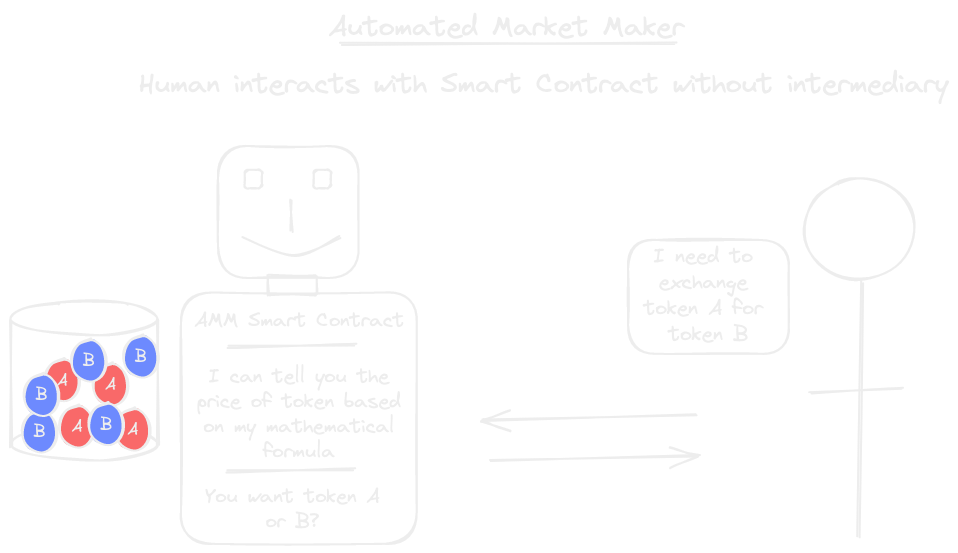 Automated Market Maker
Human interacts with Smart Contract without intermediary
I need to
exchange
token A for
token B
AMM Smart Contract
I can tell you the
price of token based
on my mathematical
formula
You want token A
or B?
B
B
A
A
B
B
A
B
A